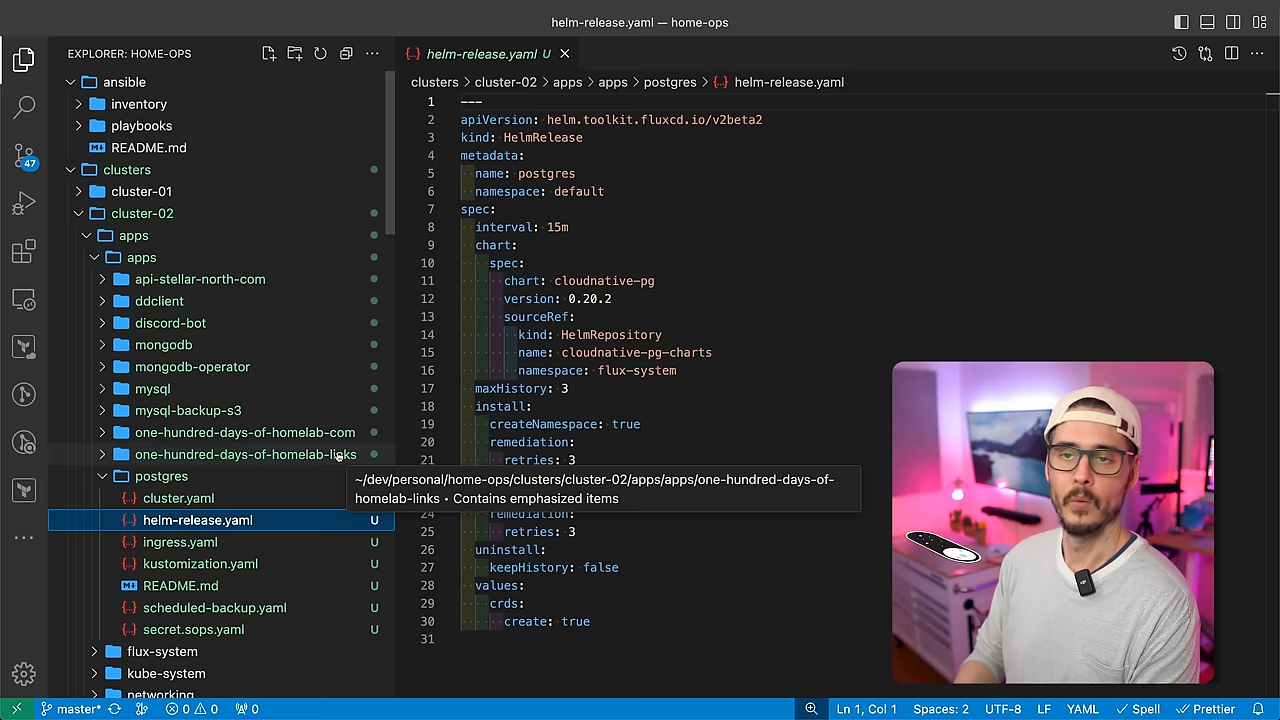 helm-release.yaml — home-ops
EXPLORER: HOME-OPS
ansible
inventory
playbooks
README.md
clusters
cluster-01
cluster-02
apps
apps
api-stellar-north-com
ddclient
discord-bot
mongodb
mongodb-operator
mysql
mysql-backup-s3
one-hundred-days-of-homelab-com
one-hundred-days-of-homelab-links
postgres
cluster.yaml
helm-release.yaml U
ingress.yaml U
kustomization.yaml U
README.md U
scheduled-backup.yaml U
secret.sops.yaml U
flux-system
kube-system
networking
47
helm-release.yaml U
clusters > cluster-02 > apps > apps > postgres > helm-release.yaml
1 ---
2 apiVersion: helm.toolkit.fluxcd.io/v2beta2
3 kind: HelmRelease
4 metadata:
5 name: postgres
6 namespace: default
7 spec:
8 interval: 15m
9 chart:
10 spec:
11 chart: cloudnative-pg
12 version: 0.20.2
13 sourceRef:
14 kind: HelmRepository
15 name: cloudnative-pg-charts
16 namespace: flux-system
17 maxHistory: 3
18 install:
19 createNamespace: true
20 remediation:
21 retries: 3
~/dev/personal/home-ops/clusters/cluster-02/apps/apps/one-hundred-days-of-
homelab-links • Contains emphasized items
24 remediation:
25 retries: 3
26 uninstall:
27 keepHistory: false
28 values:
29 crds:
30 create: true
31
master* 0 0 0 Ln 1, Col 1 Spaces: 2 UTF-8 LF YAML Spell Prettier